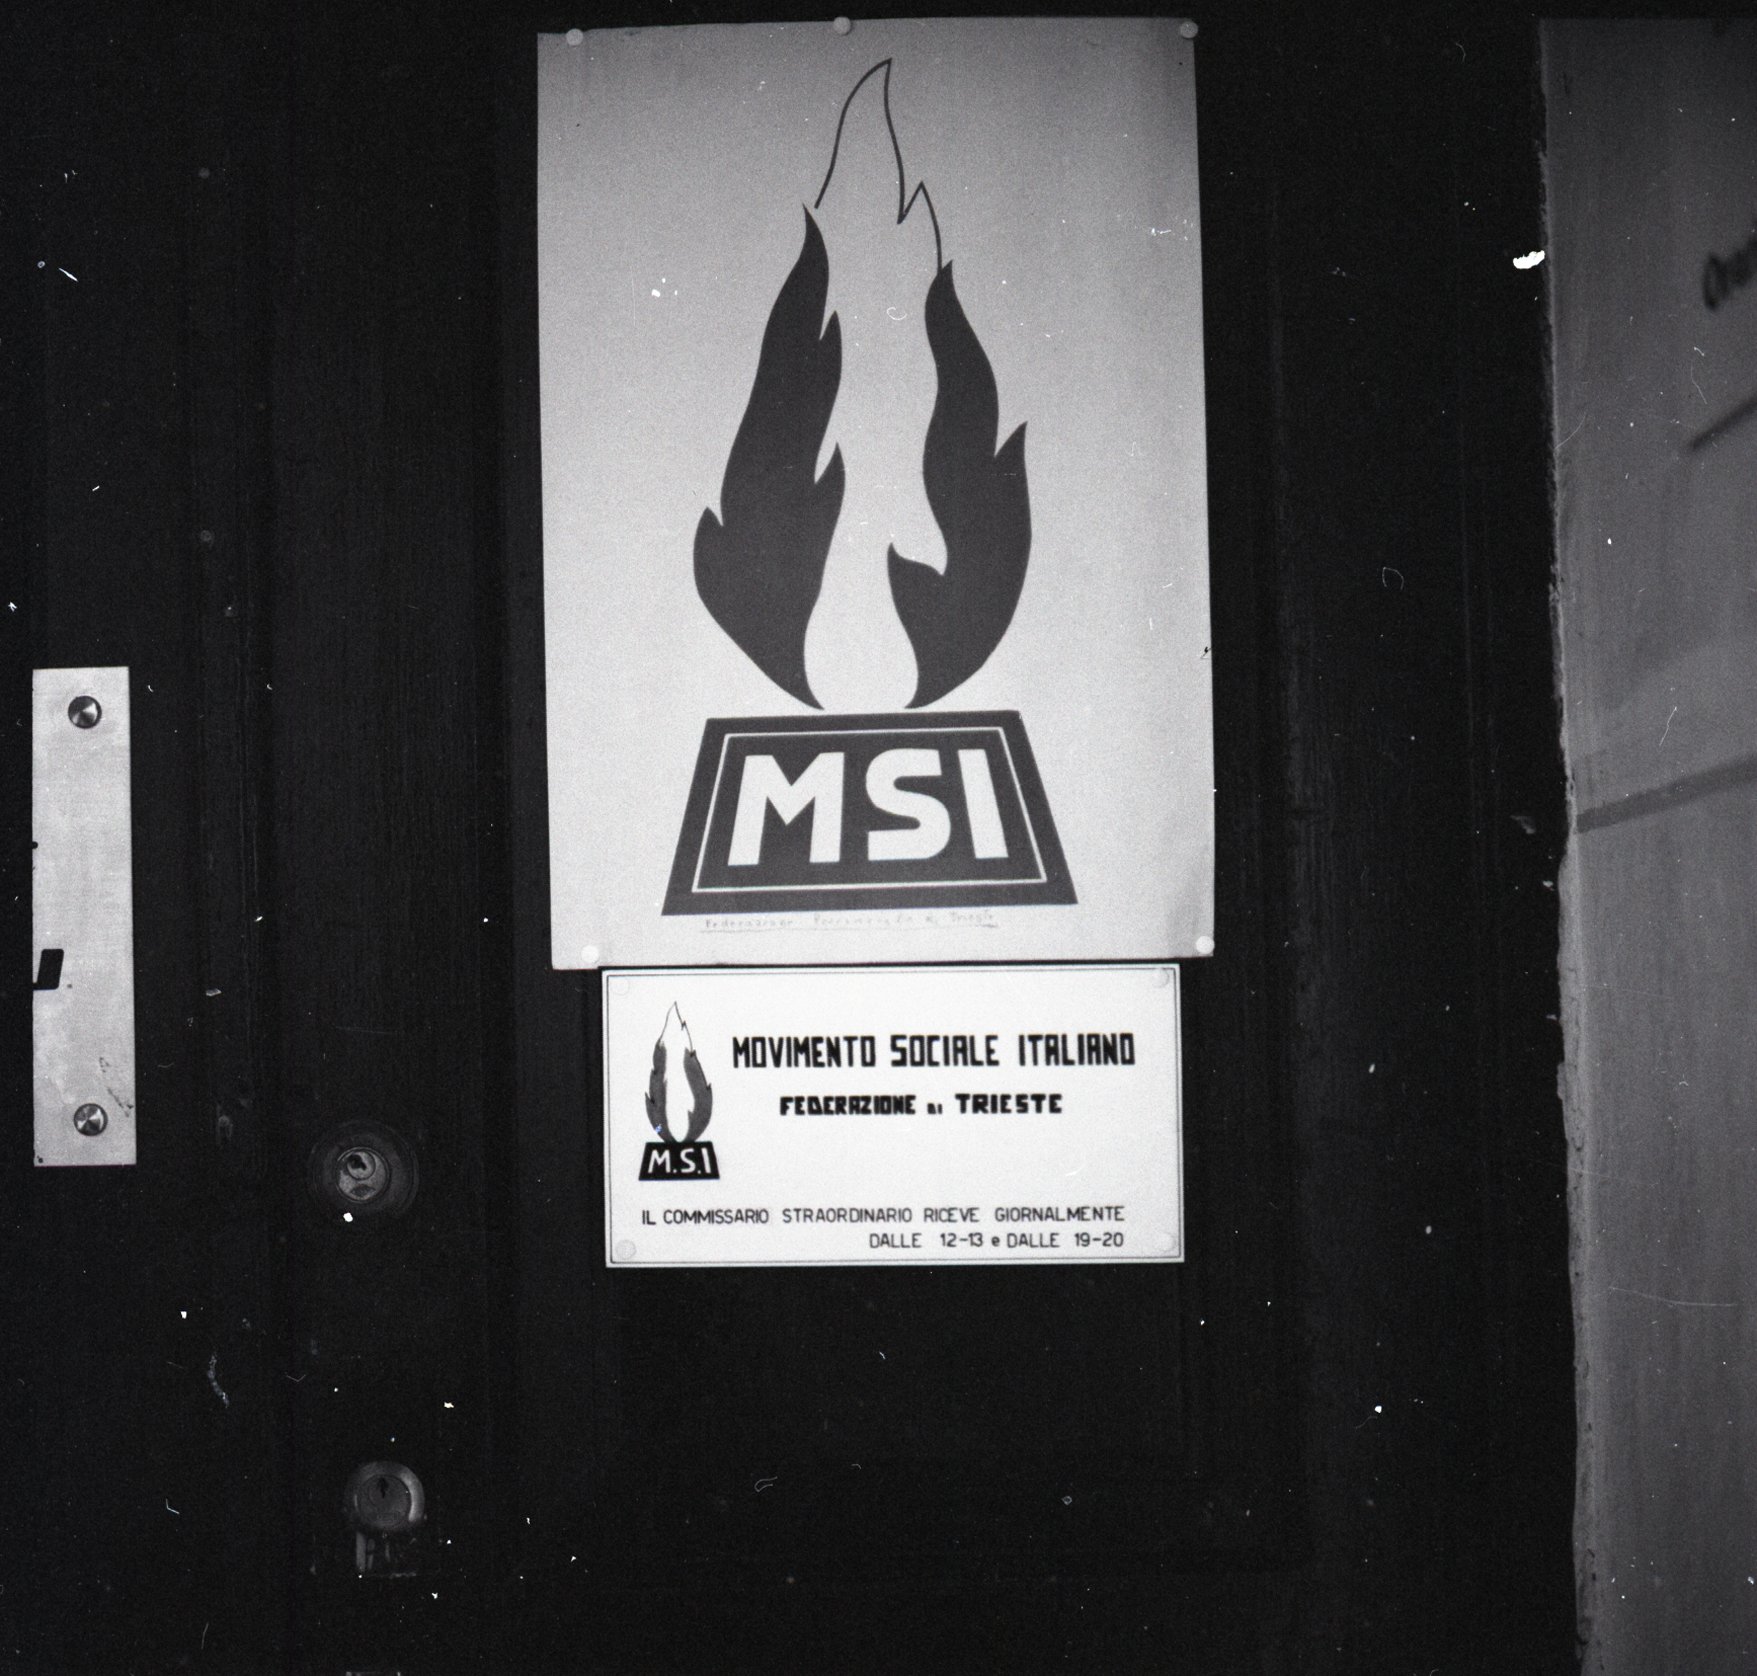 MSI
MOVIMENTO SOCIALE ITALIANO
FEDERAZIONE DI TRIESTE
M.S.I
IL COMMISSARIO STRAORDINARIO RICEVE GIORNALMENTE
DALLE 12-13 e DALLE 19-20